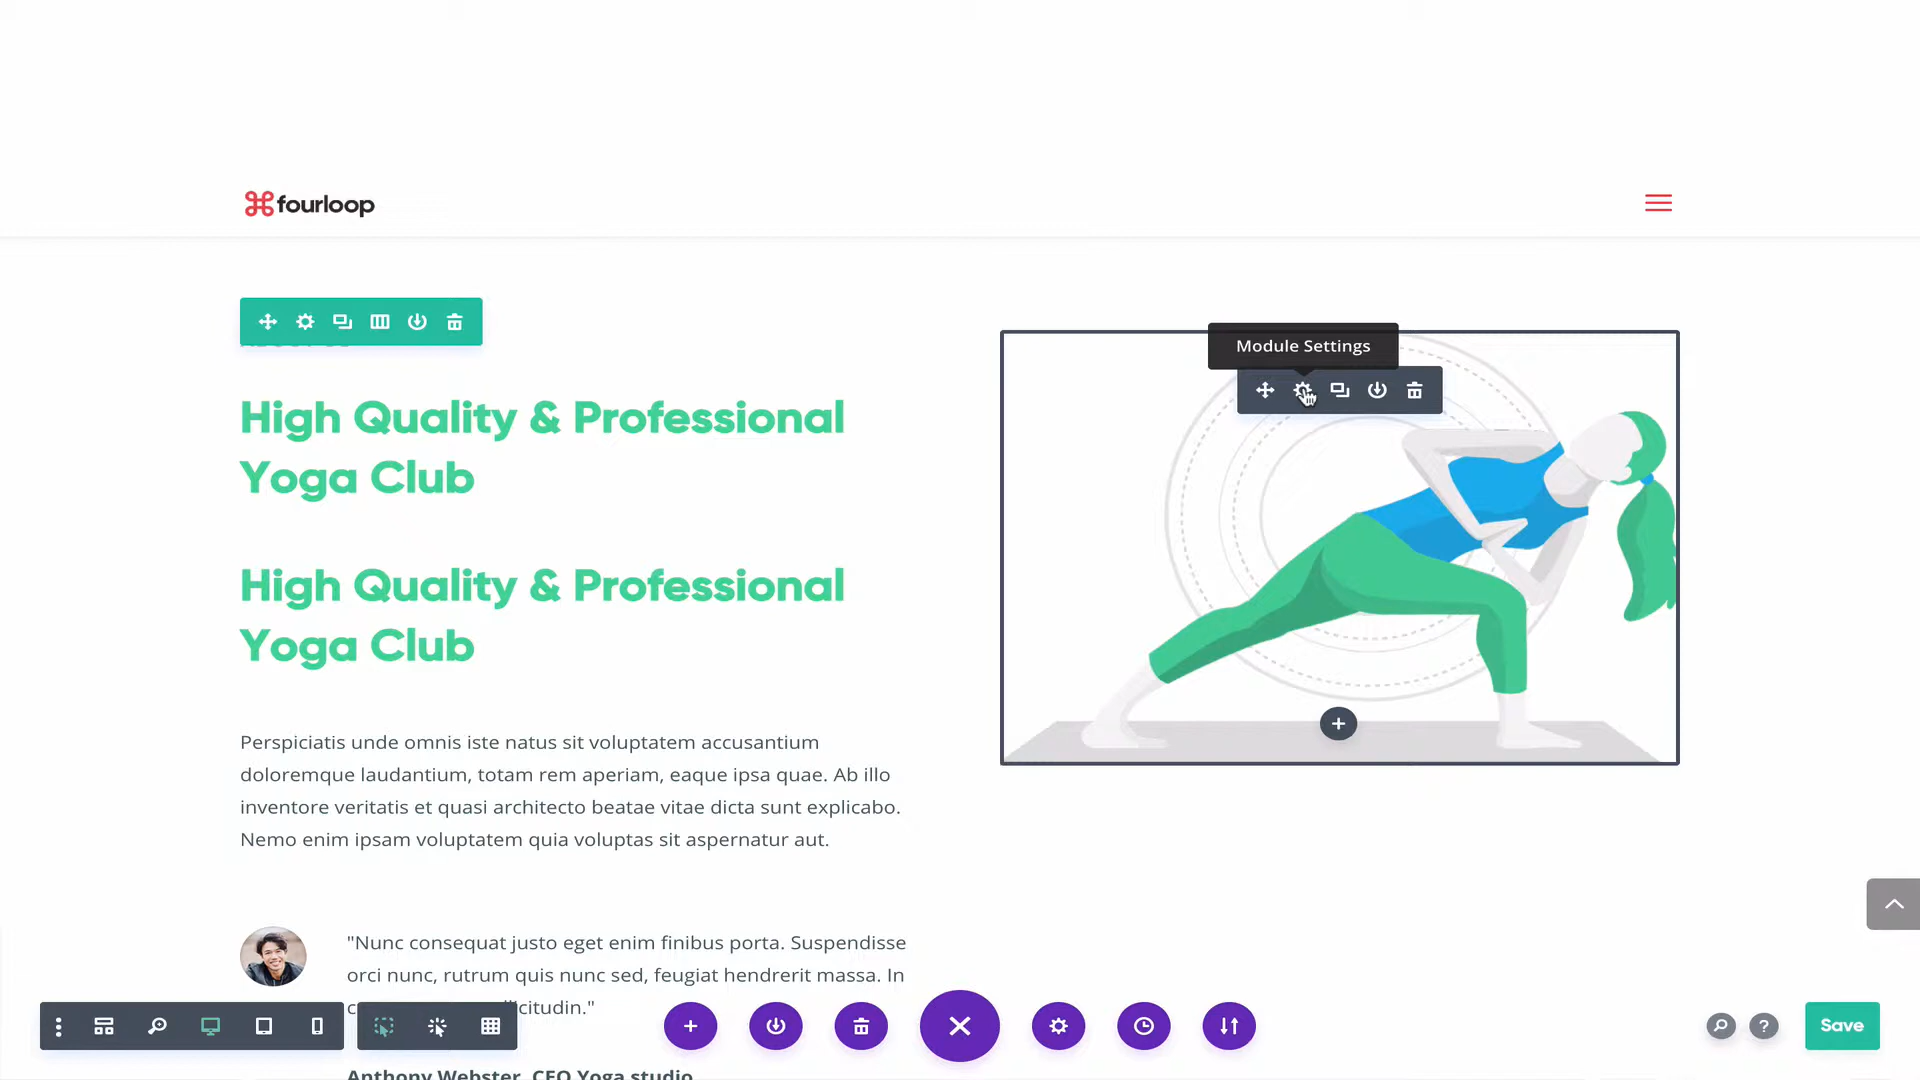 fourloop
Module Settings
High Quality & Professional
Yoga Club
High Quality & Professional
Yoga Club
Perspiciatis unde omnis iste natus sit voluptatem accusantium
doloremque laudantium, totam rem aperiam, eaque ipsa quae. Ab illo
inventore veritatis et quasi architecto beatae vitae dicta sunt explicabo.
Nemo enim ipsam voluptatem quia voluptas sit aspernatur aut.
"Nunc consequat justo eget enim finibus porta. Suspendisse
orci nunc, rutrum quis nunc sed, feugiat hendrerit massa. In
Anthony Webster, CEO Yoga studio
?
Save